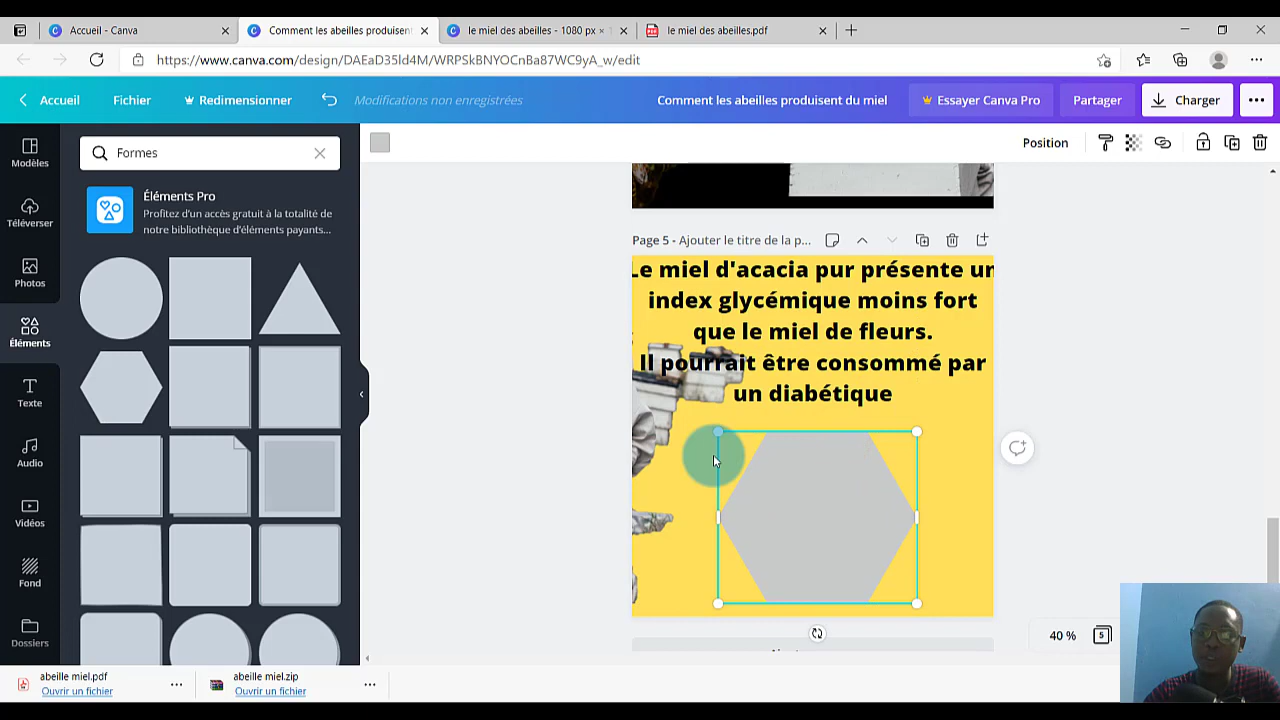 Accueil - Canva
Comment les abeilles produisent
le miel des abeilles - 1080 px × 1
le miel des abeilles.pdf
https://www.canva.com/design/DAEaD35ld4M/WRPSkBNYOCnBa87WC9yA_w/edit
Accueil
Fichier
Redimensionner
Modifications non enregistrées
Comment les abeilles produisent du miel
Essayer Canva Pro
Partager
Charger
Modèles
Téléverser
Photos
Éléments
Texte
Audio
Vidéos
Fond
Dossiers
Formes
Éléments Pro
Profitez d'un accès gratuit à la totalité de
notre bibliothèque d'éléments payants...
Position
Page 5 - Ajouter le titre de la p...
Le miel d'acacia pur présente un
index glycémique moins fort
que le miel de fleurs.
Il pourrait être consommé par
un diabétique
40 %
5
abeille miel.pdf
Ouvrir un fichier
abeille miel.zip
Ouvrir un fichier